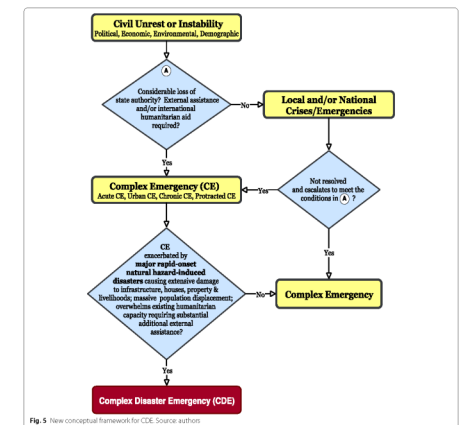 Civil Unrest or Instability
Political, Economic, Environmental, Demographic
A
Considerable loss of
state authority? External assistance
and/or international
humanitarian aid
required?
No
Local and/or National
Crises/Emergencies
Yes
Complex Emergency (CE)
Acute CE, Urban CE, Chronic CE, Protracted CE
Yes
Not resolved
and escalates to meet the
conditions in A ?
Yes
CE
exacerbated by
major rapid-onset
natural hazard-induced
disasters causing extensive damage
to infrastructure, houses, property &
livelihoods; massive population displacement;
overwhelms existing humanitarian
capacity requiring substantial
additional external
assistance?
No
Complex Emergency
Yes
Complex Disaster Emergency (CDE)
Fig. 5 New conceptual framework for CDE. Source: authors